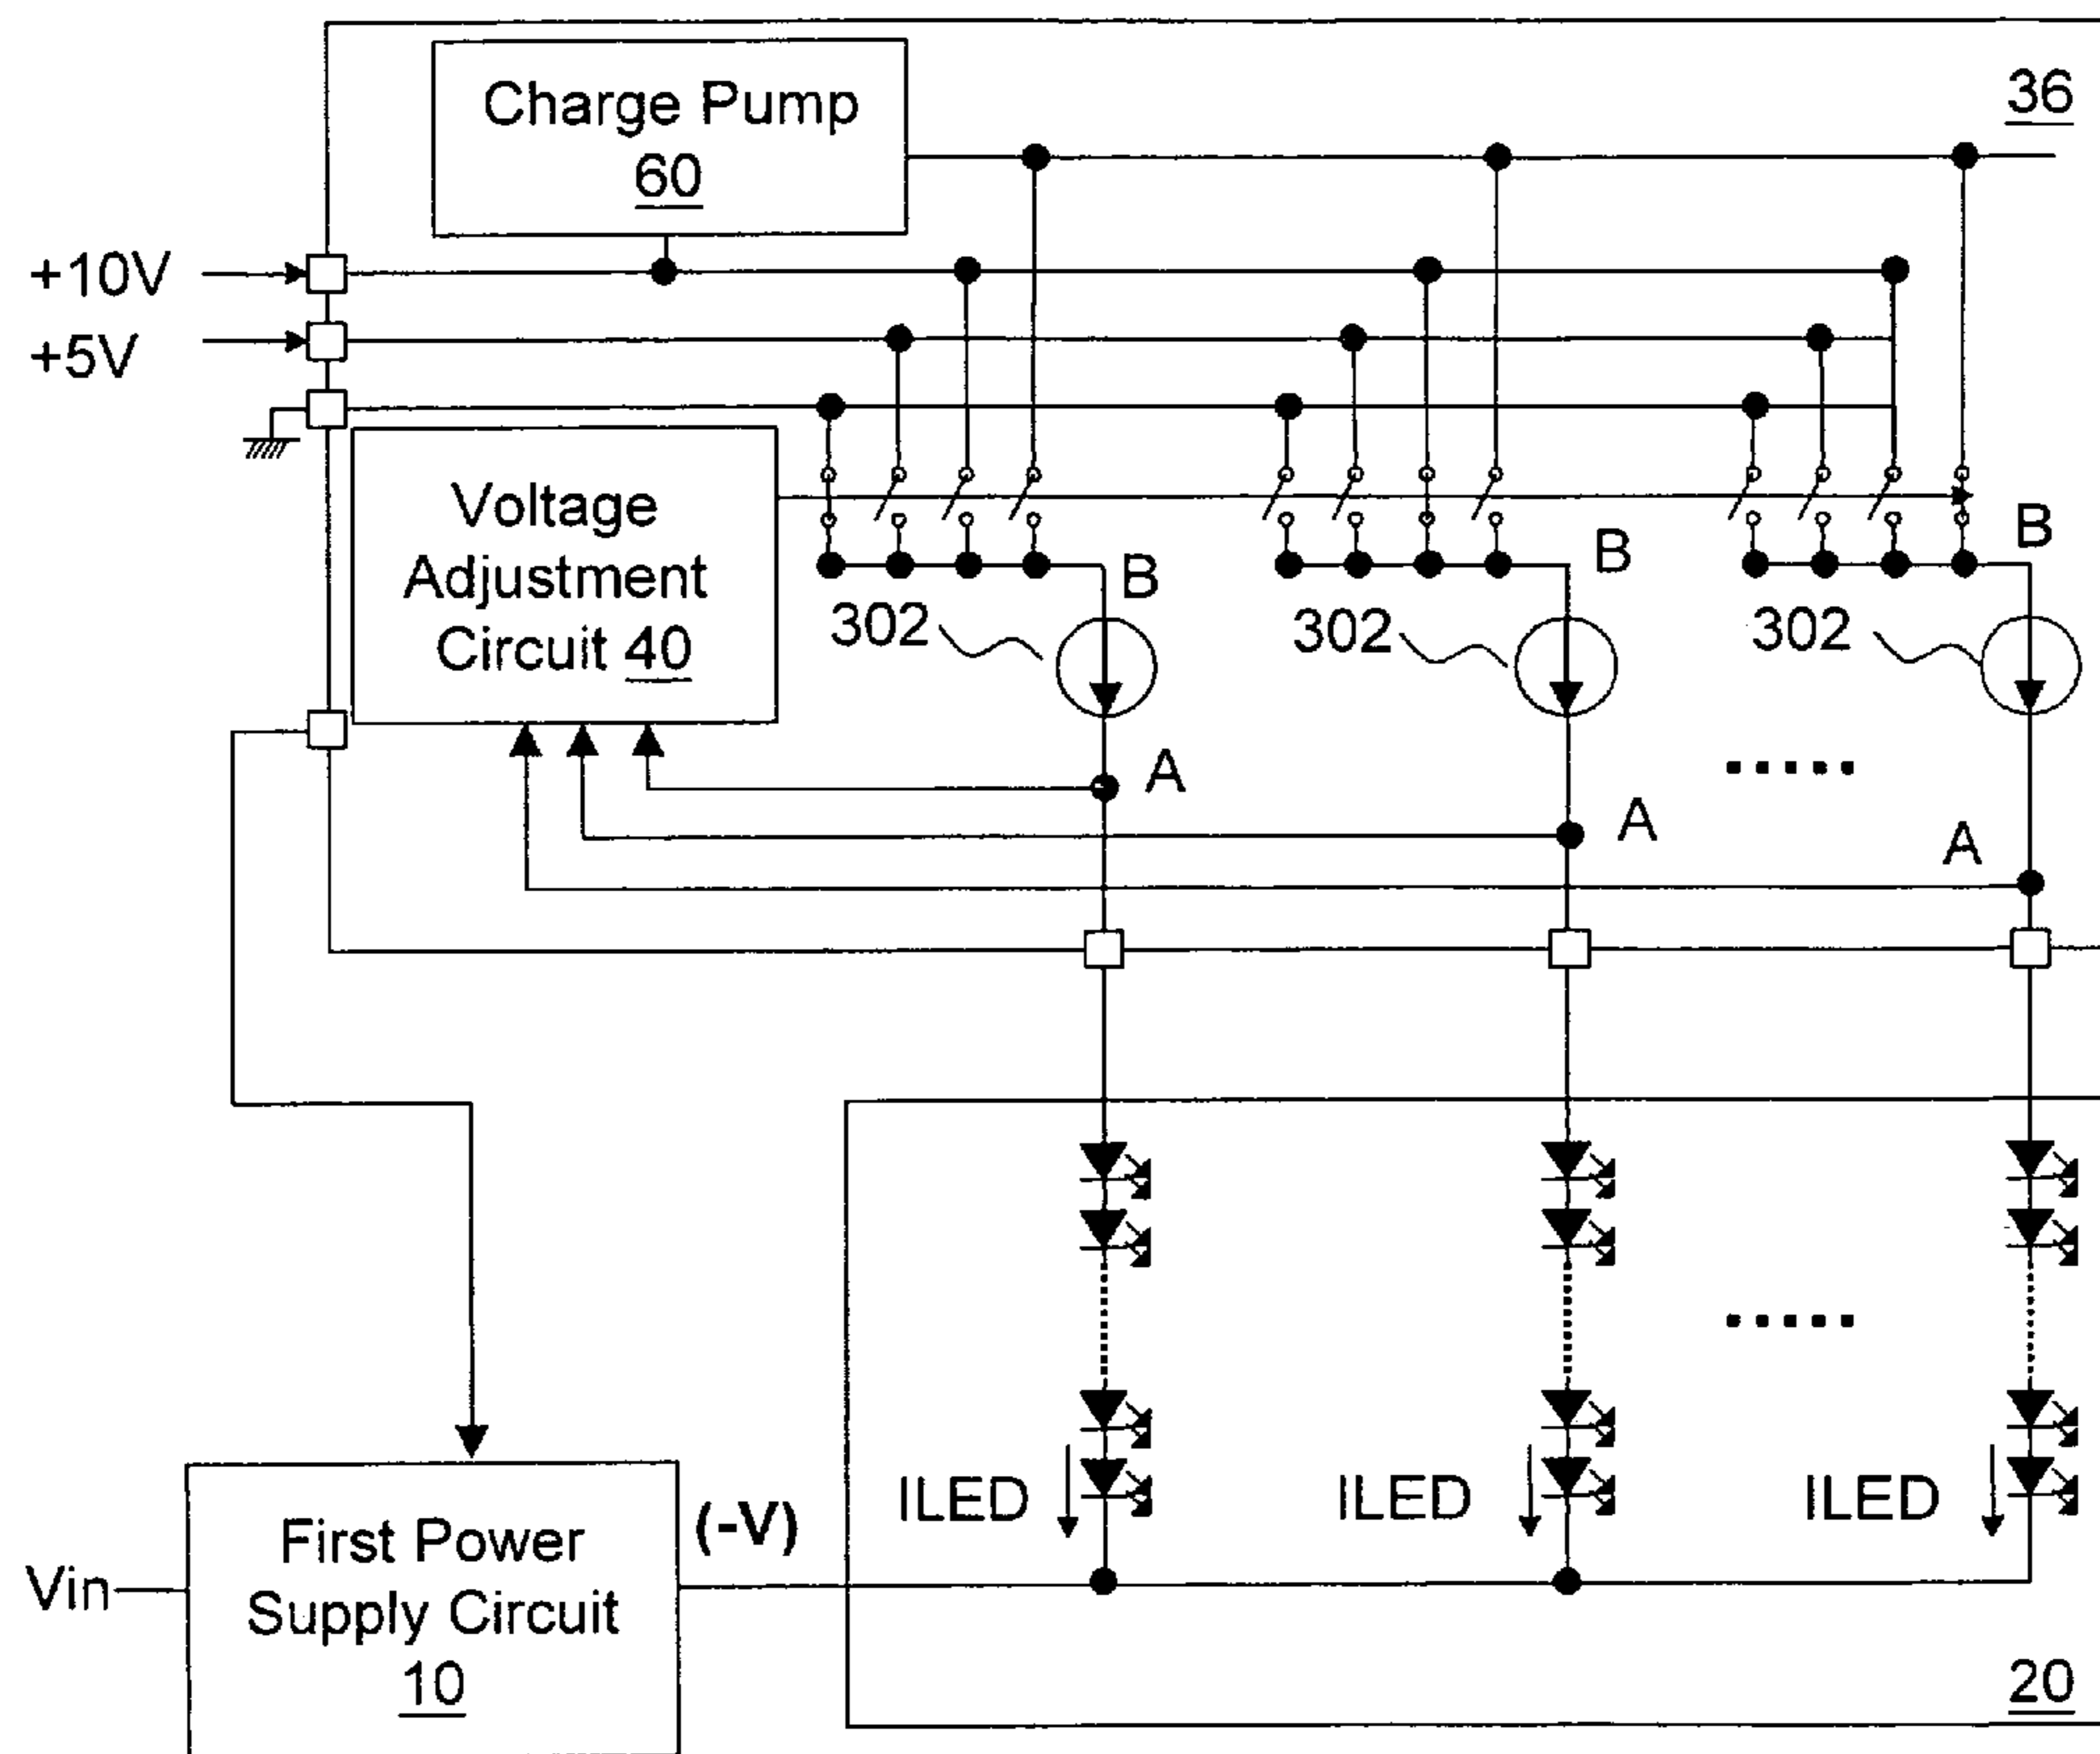 Charge Pump
60
36
+10V
+5V
Voltage
Adjustment
Circuit 40
B
B
B
302
302
302
A
A
A
ILED
ILED
ILED
(-V)
First Power
Supply Circuit
10
Vin
20